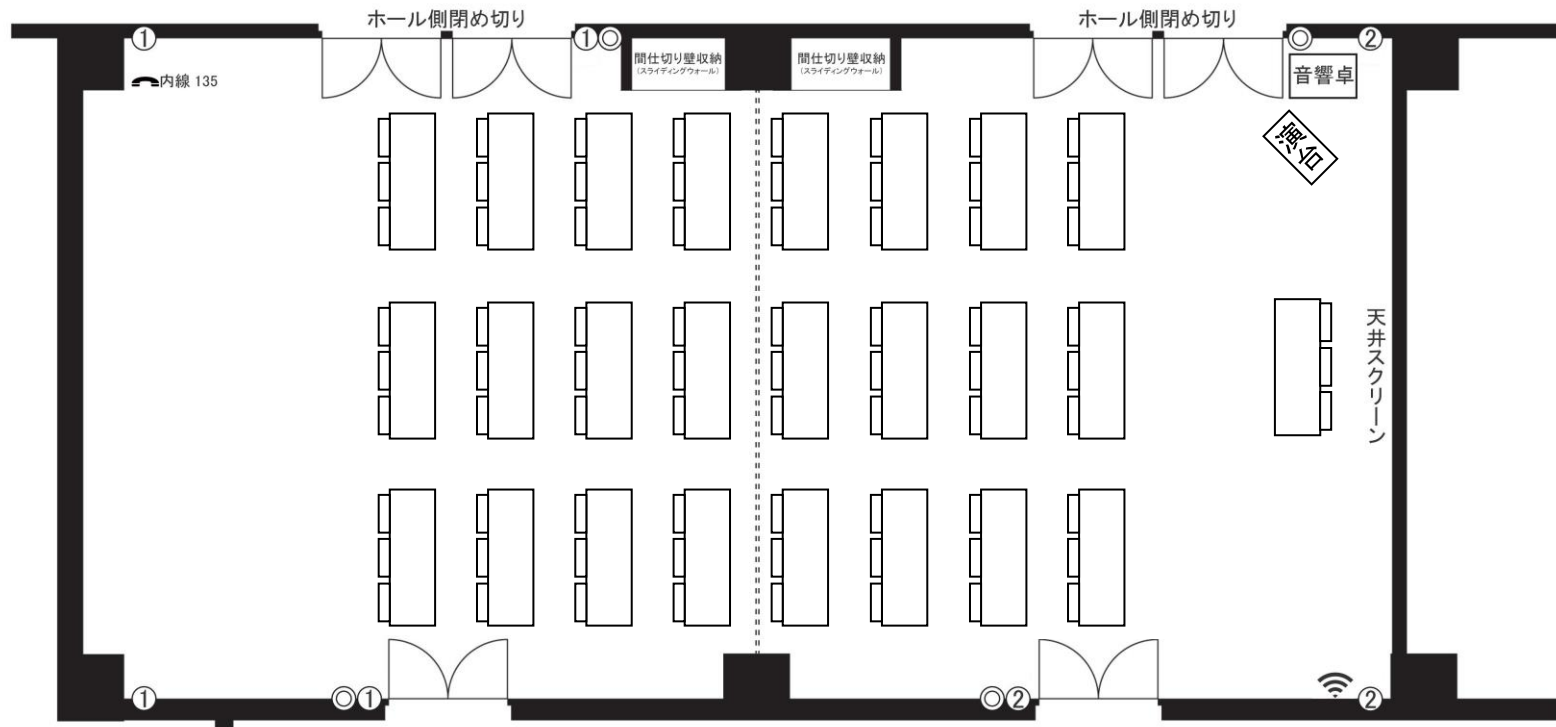 ホール側閉め切り
ホール側閉め切り
① ①◎ ◎ ②
間仕切り壁収納
(スライディングウォール)
間仕切り壁収納
(スライディングウォール)
内線 135
音響卓
演台
天井スクリーン
① ◎① ◎② ②